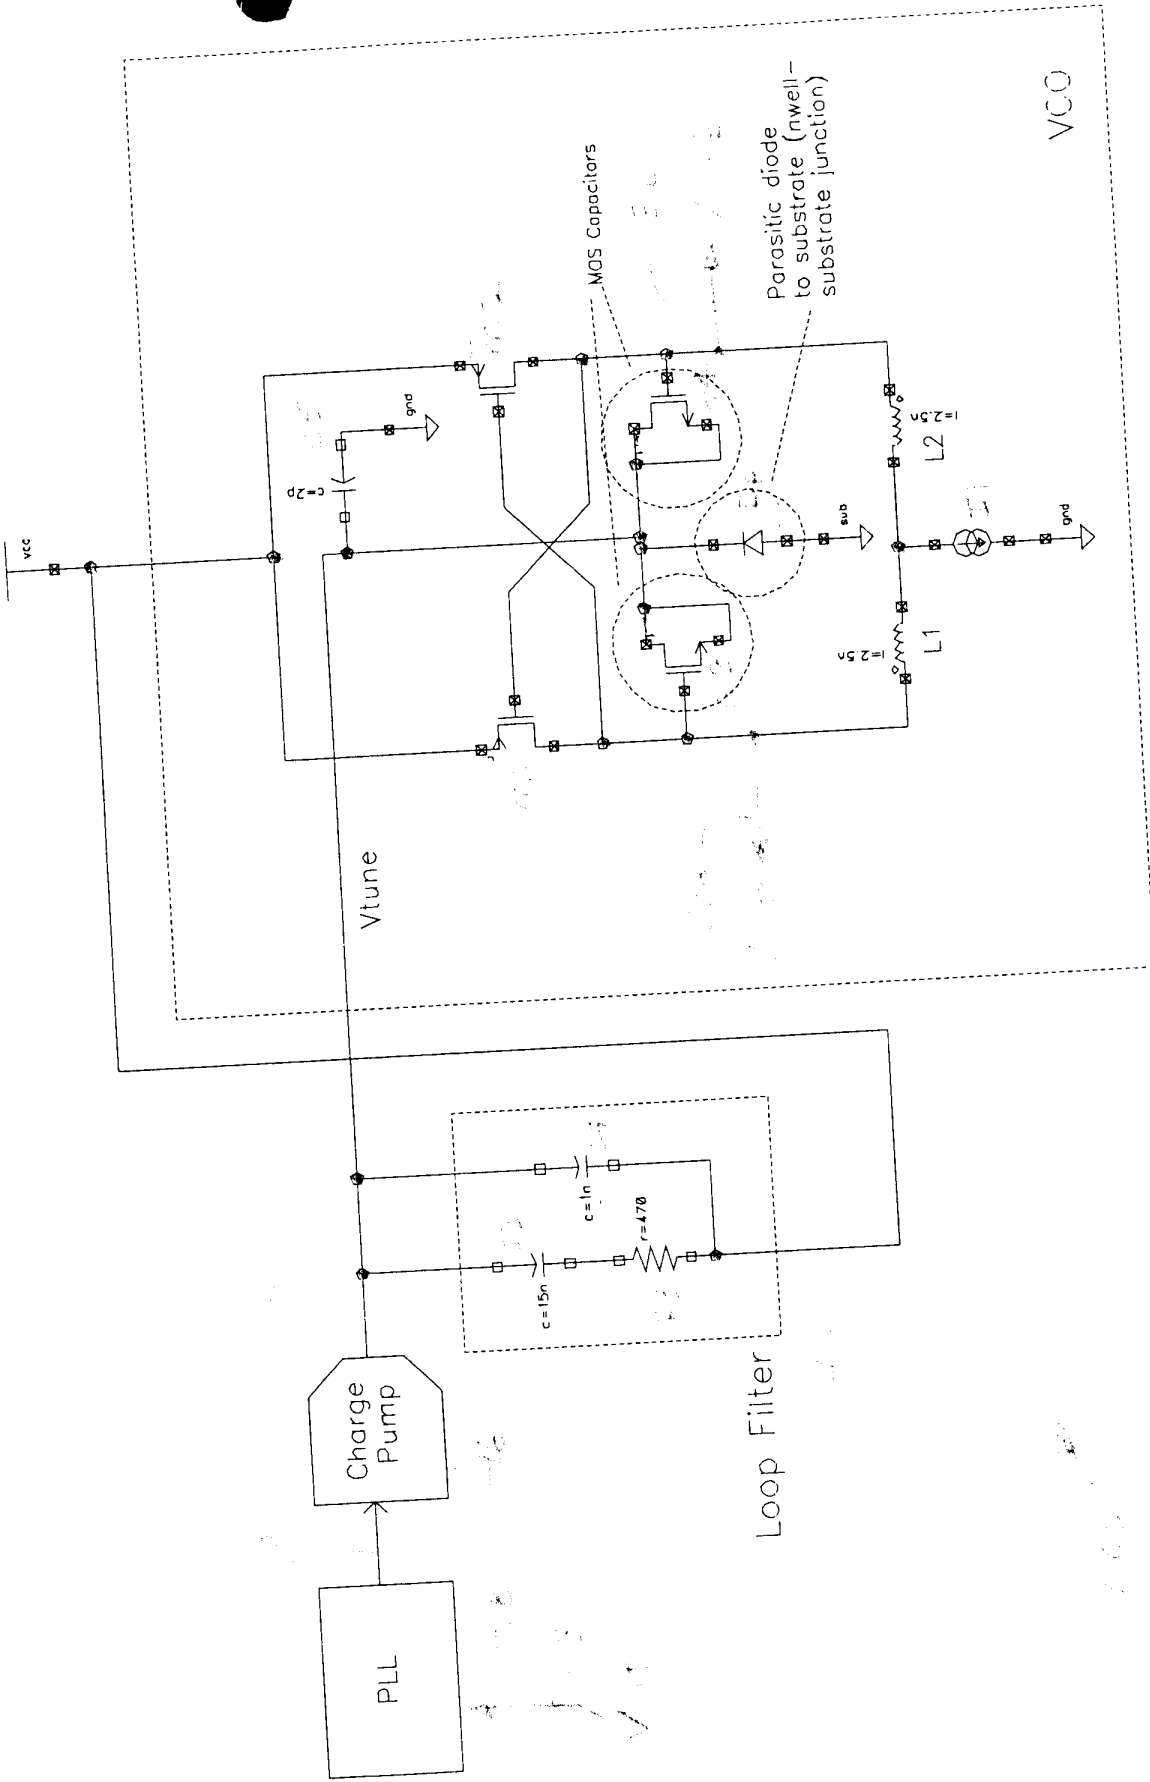 vcc
VCO
c=2p
gnd
MOS Capacitors
Parasitic diode
to substrate (nwell-
substrate junction)
sub
l=2.5n
L1
l=2.5n
L2
gnd
Vtune
PLL
Charge
Pump
Loop Filter
c=15n
r=470
c=1n